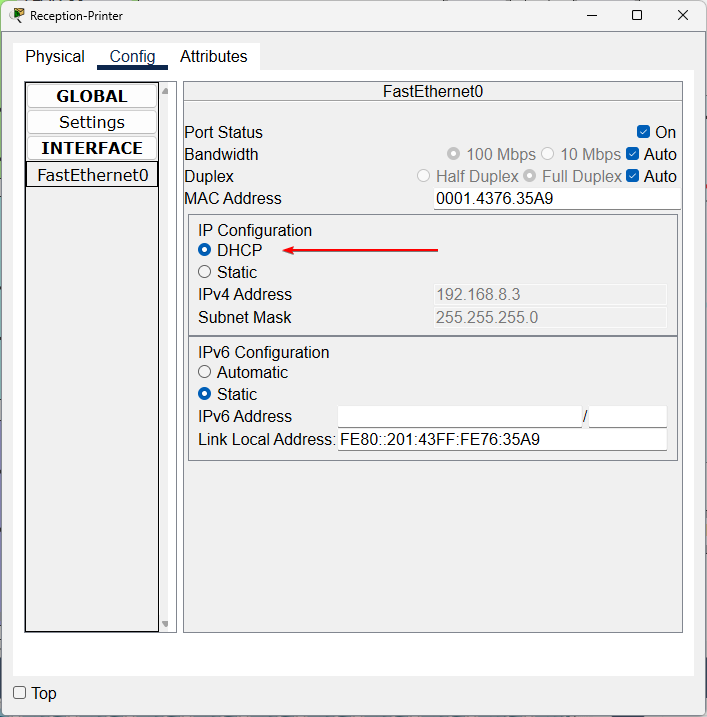 Reception-Printer
Physical Config Attributes
GLOBAL
Settings
INTERFACE
FastEthernet0
FastEthernet0
Port Status On
Bandwidth 100 Mbps 10 Mbps Auto
Duplex Half Duplex Full Duplex Auto
MAC Address 0001.4376.35A9
IP Configuration
DHCP
Static
IPv4 Address 192.168.8.3
Subnet Mask 255.255.255.0
IPv6 Configuration
Automatic
Static
IPv6 Address /
Link Local Address: FE80::201:43FF:FE76:35A9
Top